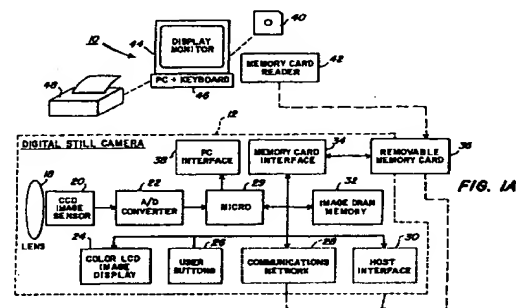 10
44
DISPLAY
MONITOR
PC + KEYBOARD
46
48
40
MEMORY CARD
READER
42
12
DIGITAL STILL CAMERA
38
PC
INTERFACE
MEMORY CARD
INTERFACE
34
REMOVABLE
MEMORY CARD
36
FIG. 1A
18
LENS
20
CCD
IMAGE
SENSOR
22
A/D
CONVERTER
29
MICRO
32
IMAGE DRAM
MEMORY
24
COLOR LCD
IMAGE
DISPLAY
26
USER
BUTTONS
28
COMMUNICATIONS
NETWORK
30
HOST
INTERFACE